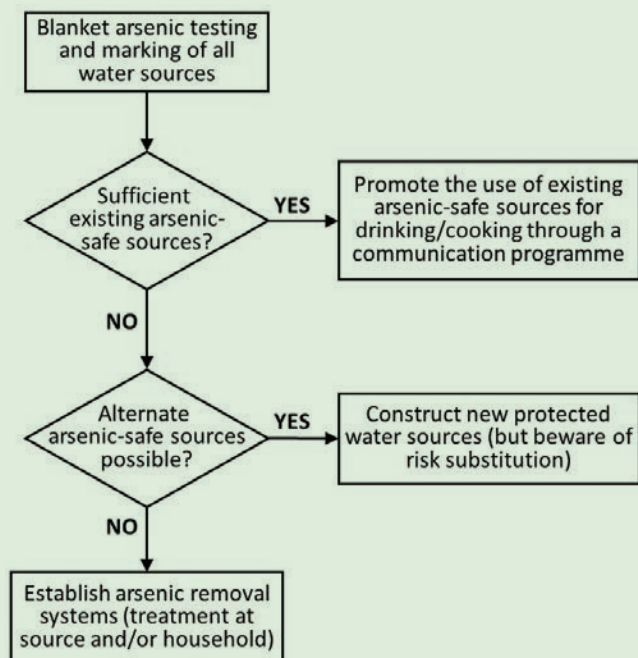 Blanket arsenic testing
and marking of all
water sources
Sufficient
existing arsenic-
safe sources?
YES
Promote the use of existing
arsenic-safe sources for
drinking/cooking through a
communication programme
NO
Alternate
arsenic-safe sources
possible?
YES
Construct new protected
water sources (but beware of
risk substitution)
NO
Establish arsenic removal
systems (treatment at
source and/or household)